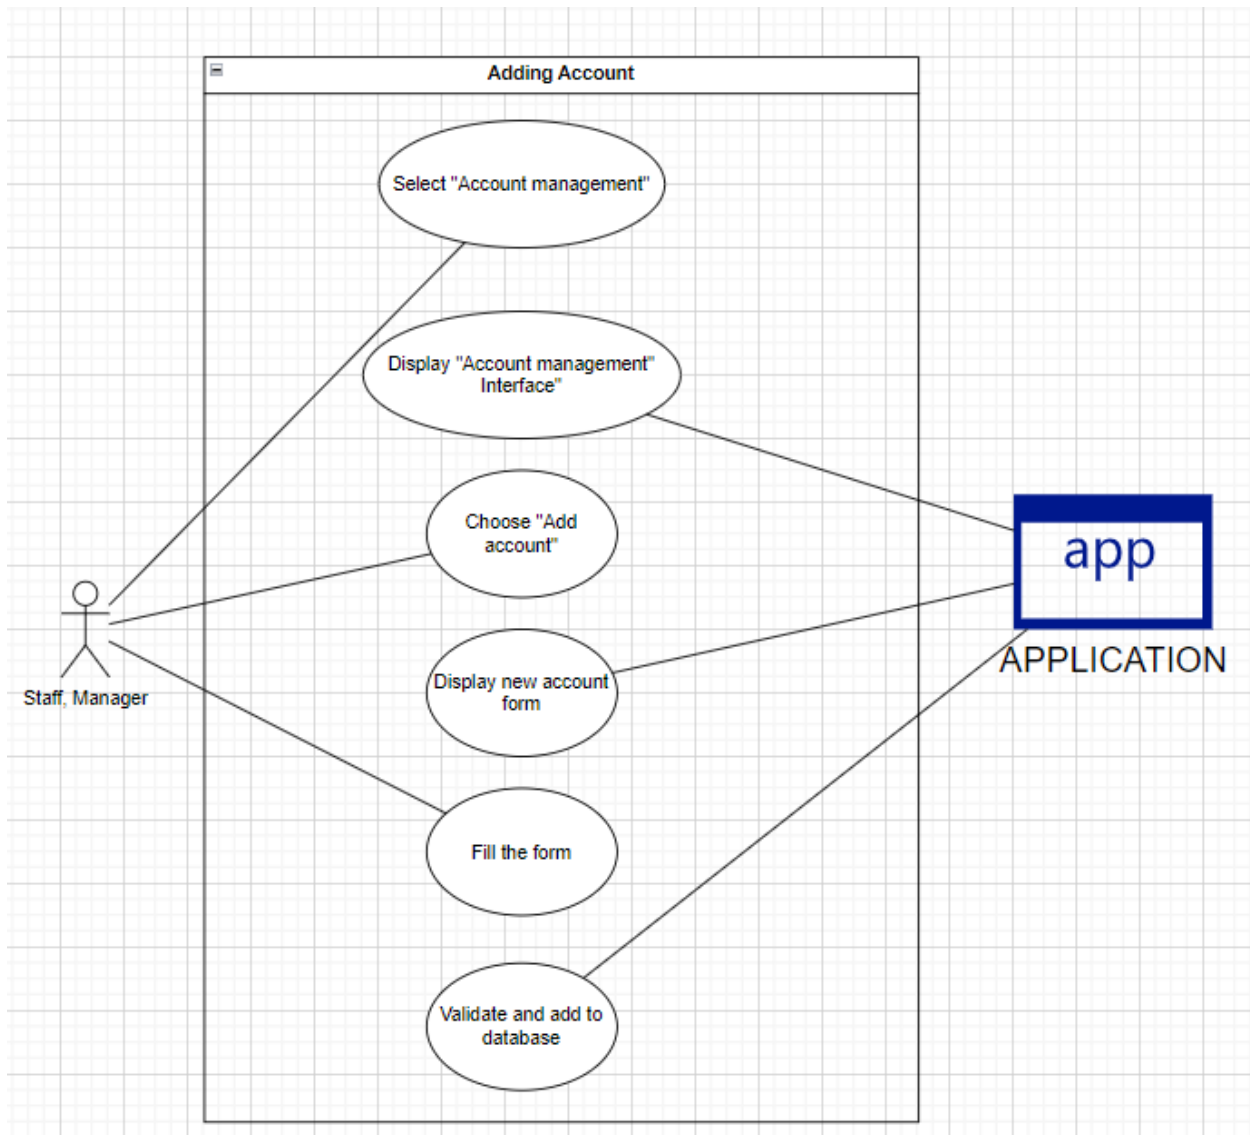 Adding Account
Select "Account management"
Display "Account management"
Interface"
Choose "Add
account"
app
APPLICATION
Staff, Manager
Display new account
form
Fill the form
Validate and add to
database